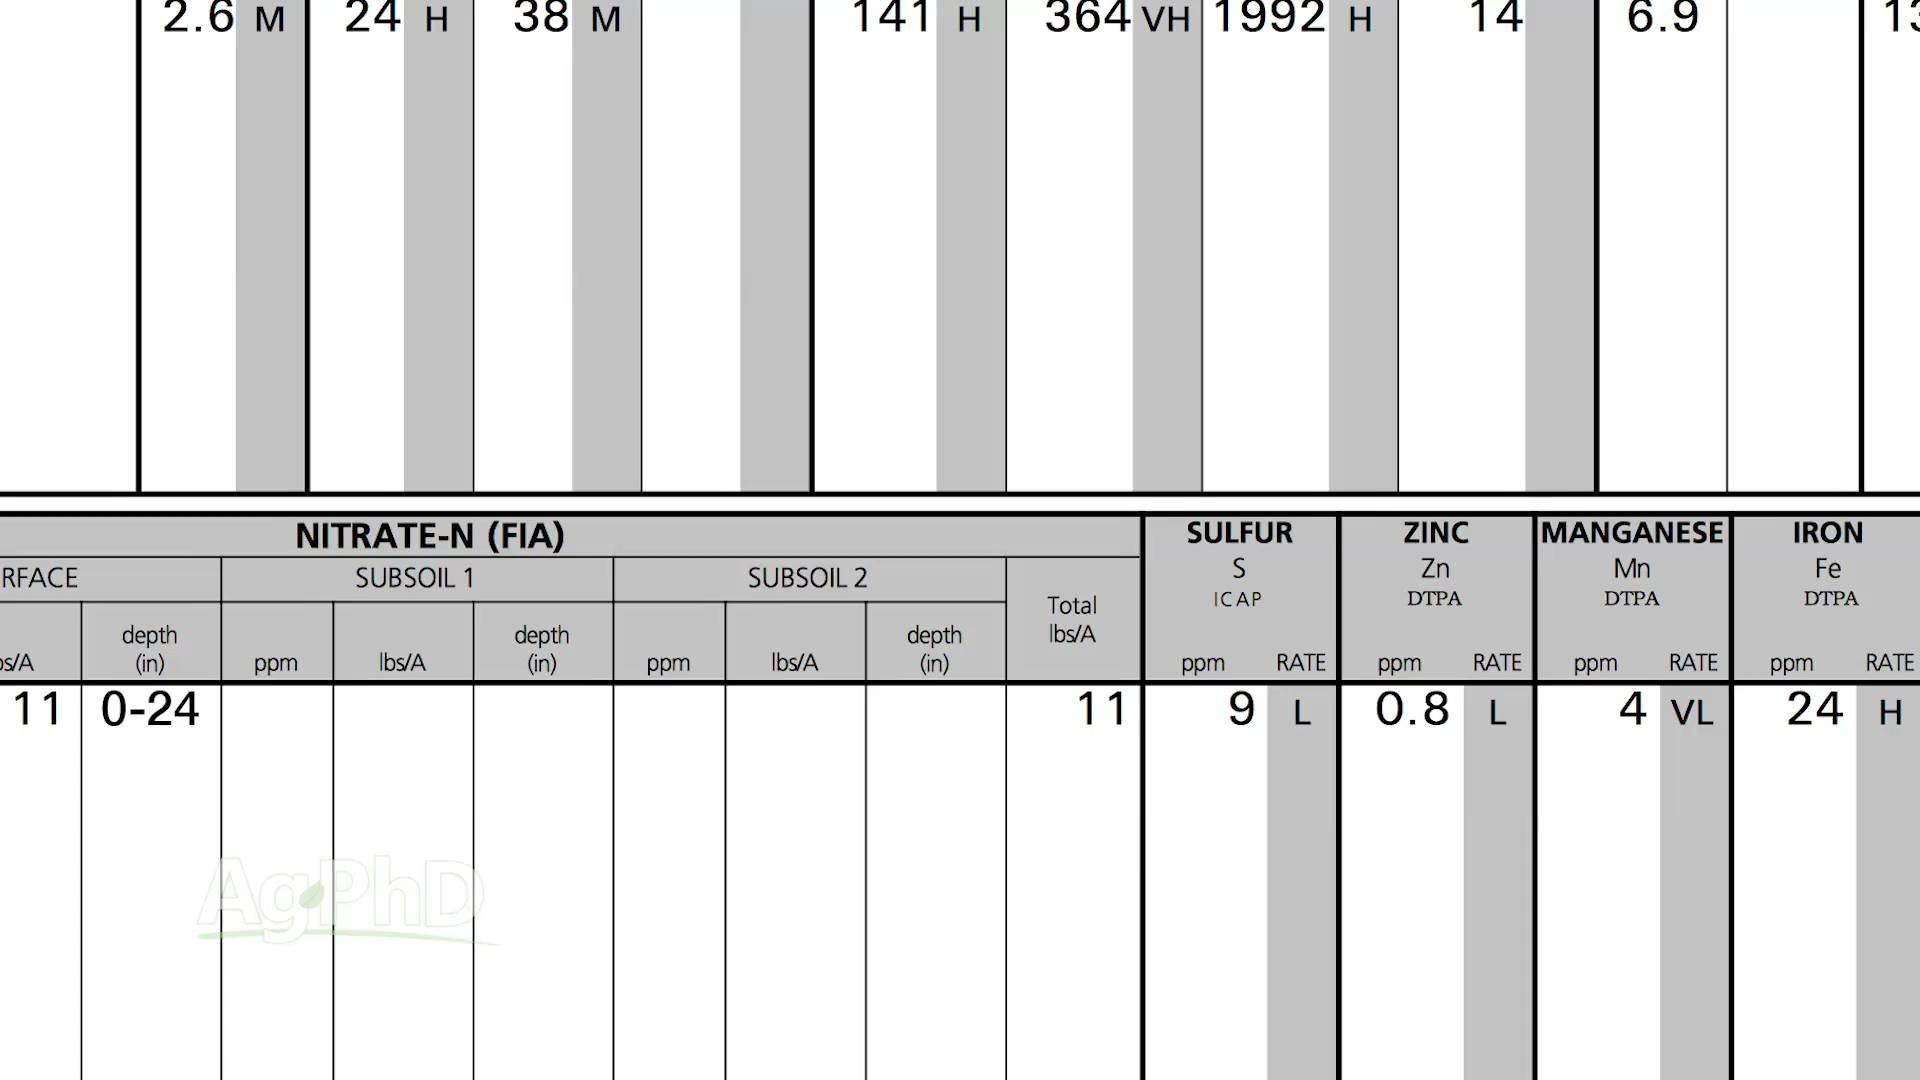 2.6 M 24 H 38 M 141 H 364 VH 1992 H 14 6.9 13
NITRATE-N (FIA) SULFUR ZINC MANGANESE IRON
RFACE SUBSOIL 1 SUBSOIL 2 S Zn Mn Fe
ICAP DTPA DTPA DTPA
Total
lbs/A
depth depth depth
bs/A (in) ppm lbs/A (in) ppm lbs/A (in) ppm RATE ppm RATE ppm RATE ppm RATE
11 0-24 11 9 L 0.8 L 4 VL 24 H
AgPhD